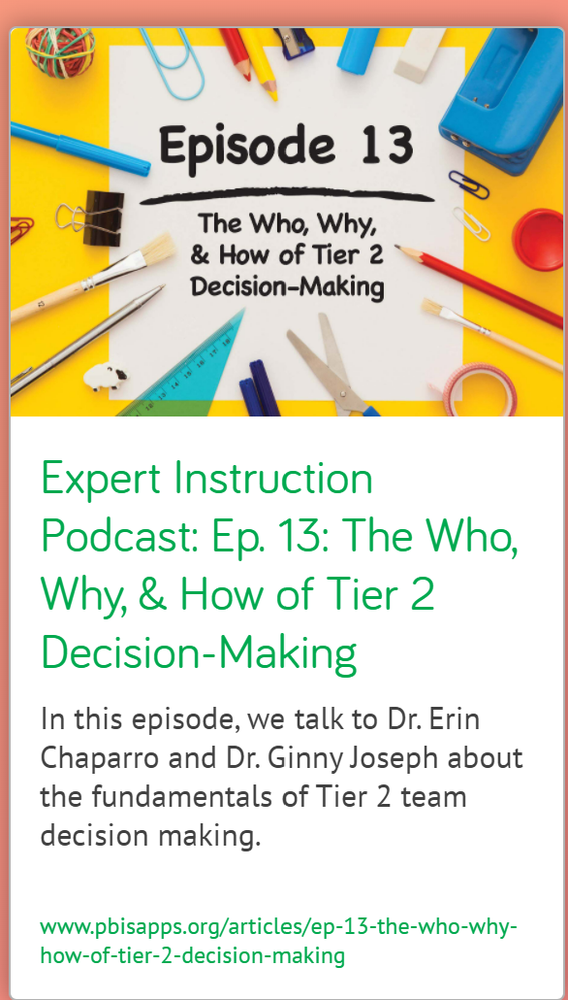 Episode 13
The Who, Why,
& How of Tier 2
Decision-Making
Expert Instruction
Podcast: Ep. 13: The Who,
Why, & How of Tier 2
Decision-Making
In this episode, we talk to Dr. Erin
Chaparro and Dr. Ginny Joseph about
the fundamentals of Tier 2 team
decision making.
www.pbisapps.org/articles/ep-13-the-who-why-
how-of-tier-2-decision-making